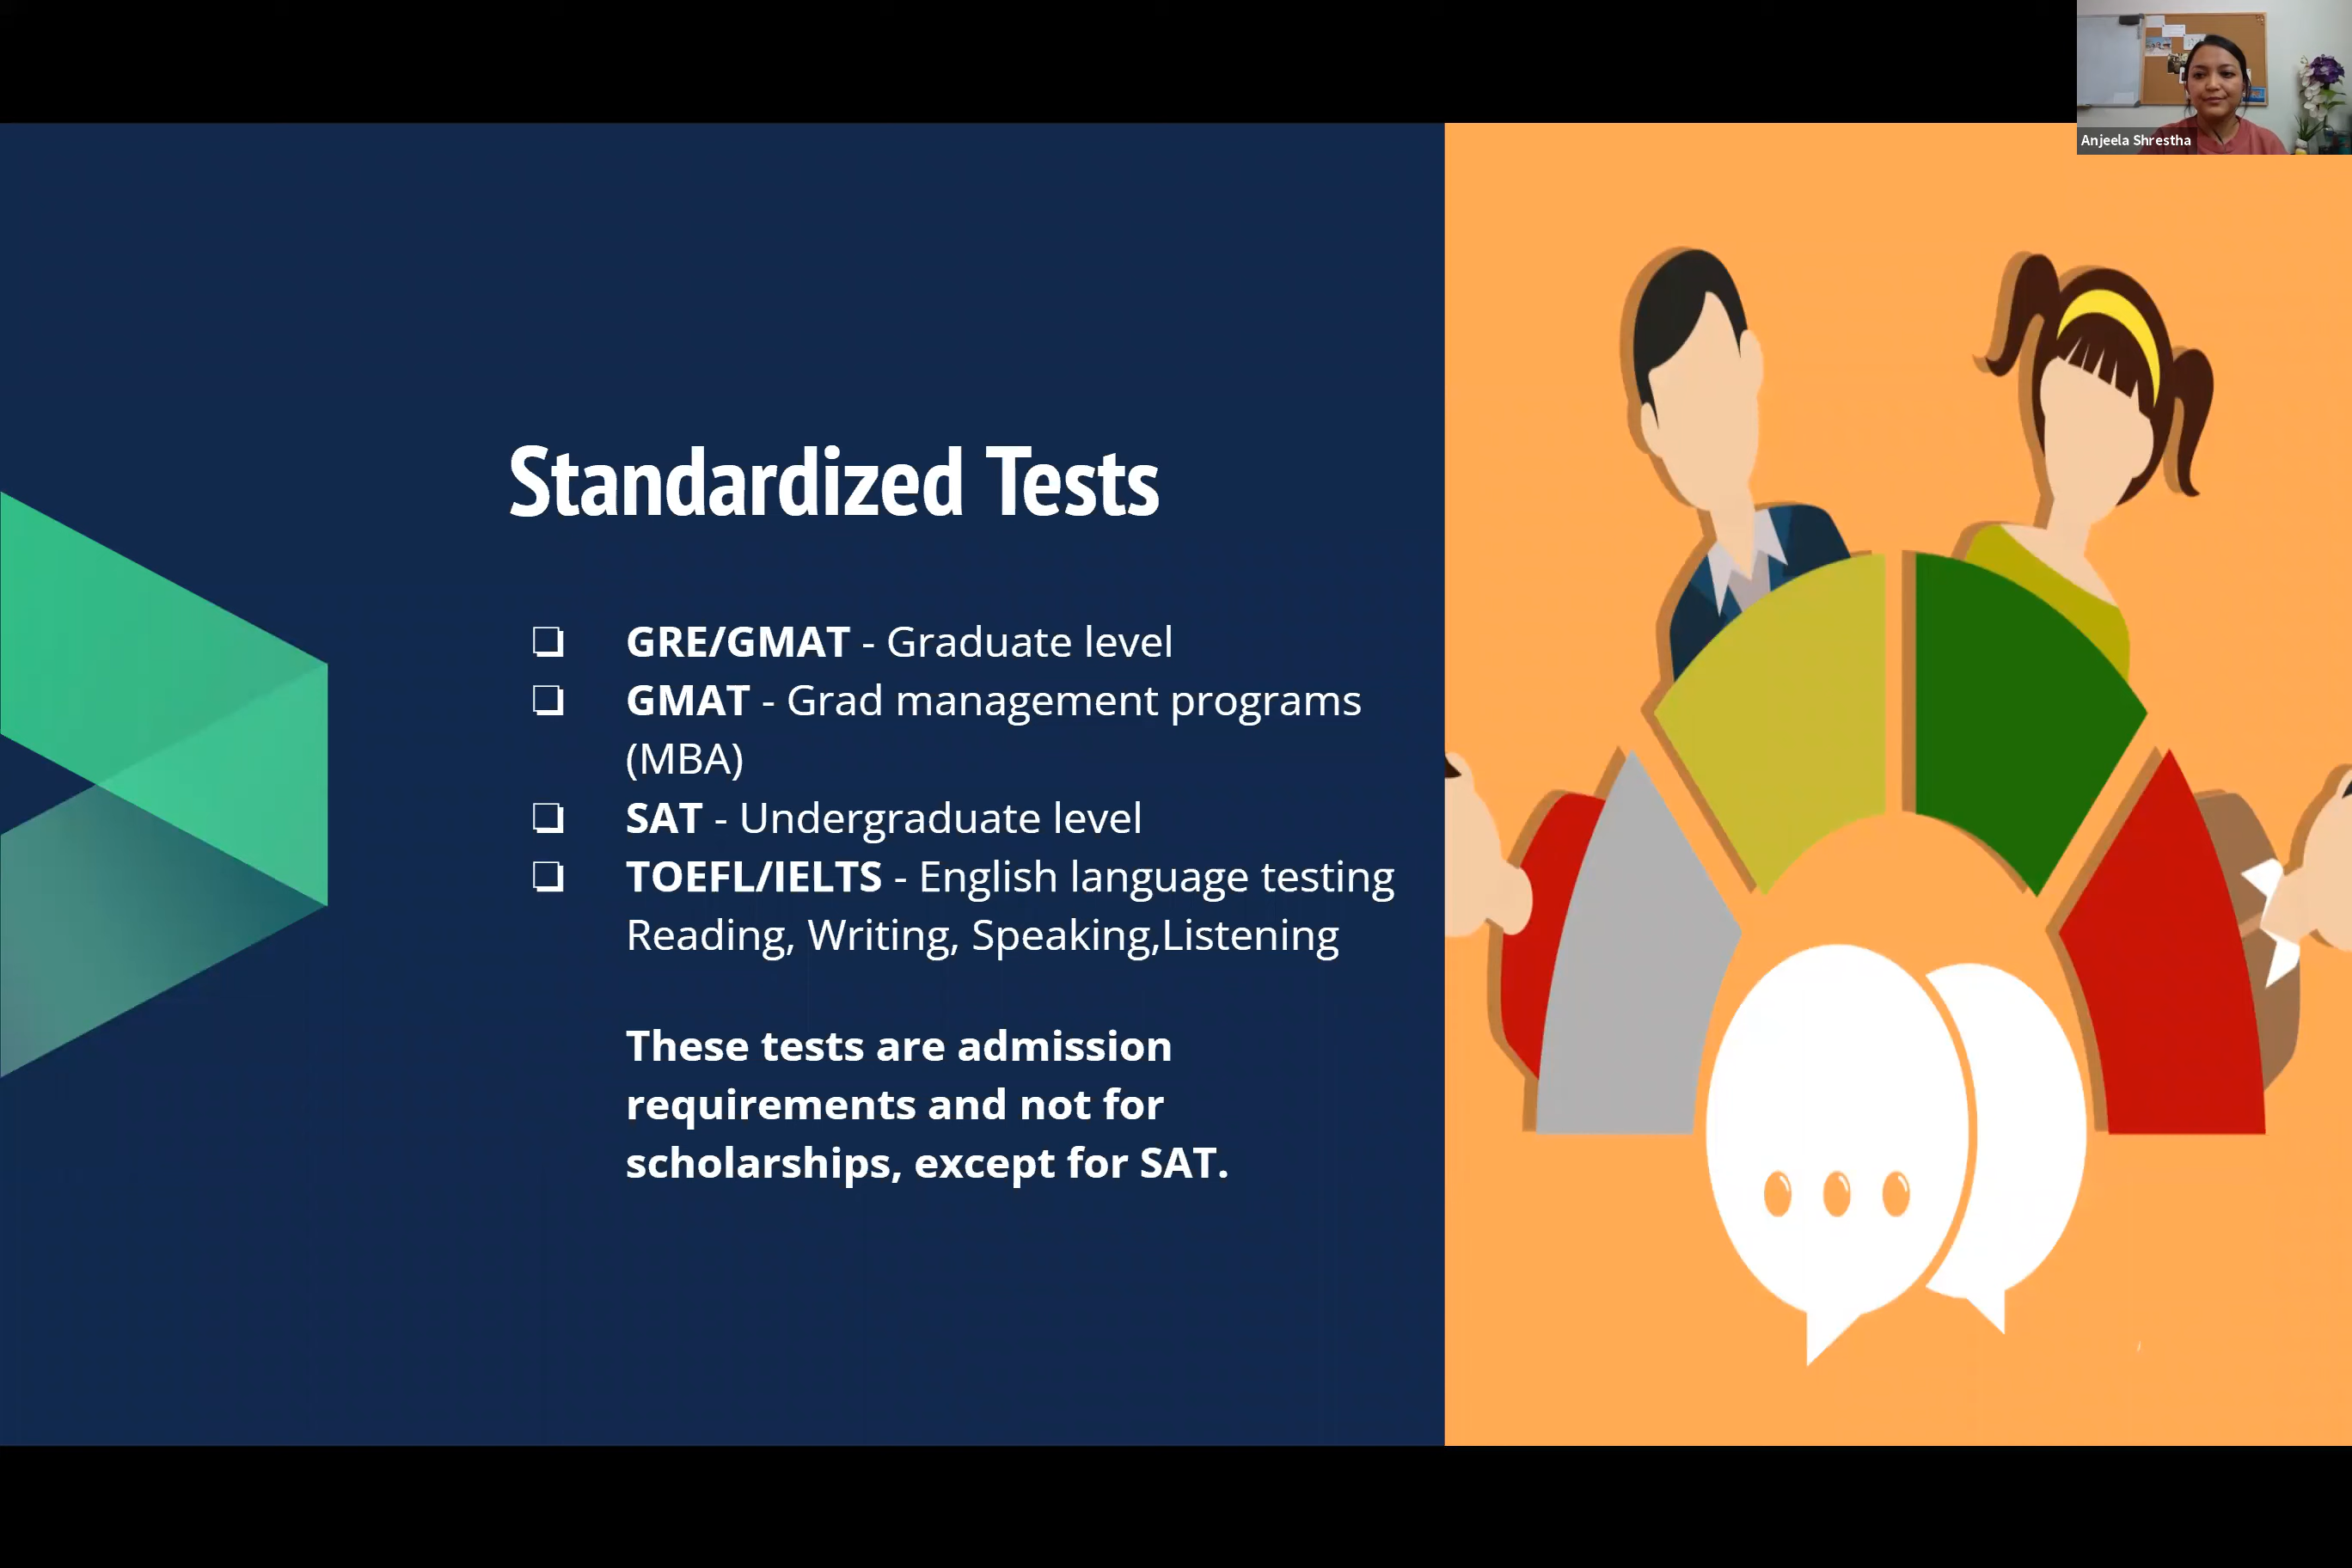 Anjeela Shrestha
Standardized Tests
❏ GRE/GMAT - Graduate level
❏ GMAT - Grad management programs
(MBA)
❏ SAT - Undergraduate level
❏ TOEFL/IELTS - English language testing
Reading, Writing, Speaking,Listening
These tests are admission
requirements and not for
scholarships, except for SAT.